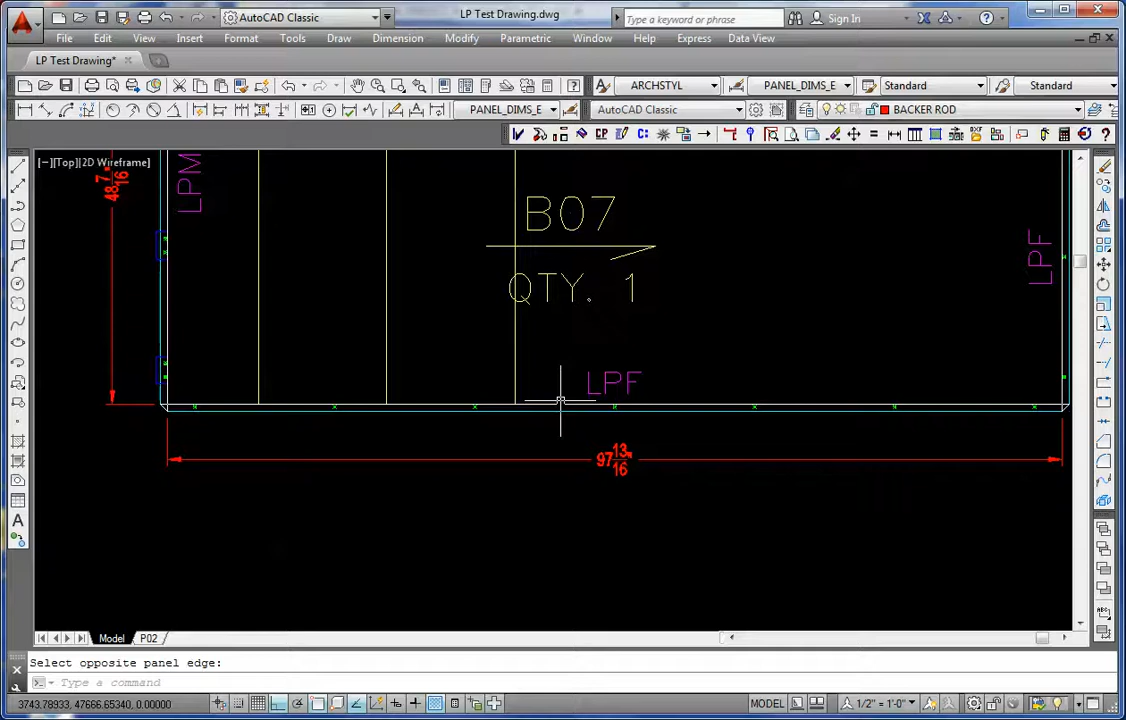 AutoCAD Classic
LP Test Drawing.dwg
Type a keyword or phrase
Sign In
File Edit View Insert Format Tools Draw Dimension Modify Parametric Window Help Express Data View
LP Test Drawing*
ARCHSTYL
PANEL_DIMS_E
Standard
Standard
PANEL_DIMS_E
AutoCAD Classic
BACKER ROD
[−][Top][2D Wireframe]
LPM
48 7/16
B07
QTY. 1
LPF
LPF
97 13/16"
Model P02
Select opposite panel edge:
Type a command
3743.78933, 47666.65340, 0.00000
MODEL
1/2" = 1'-0"